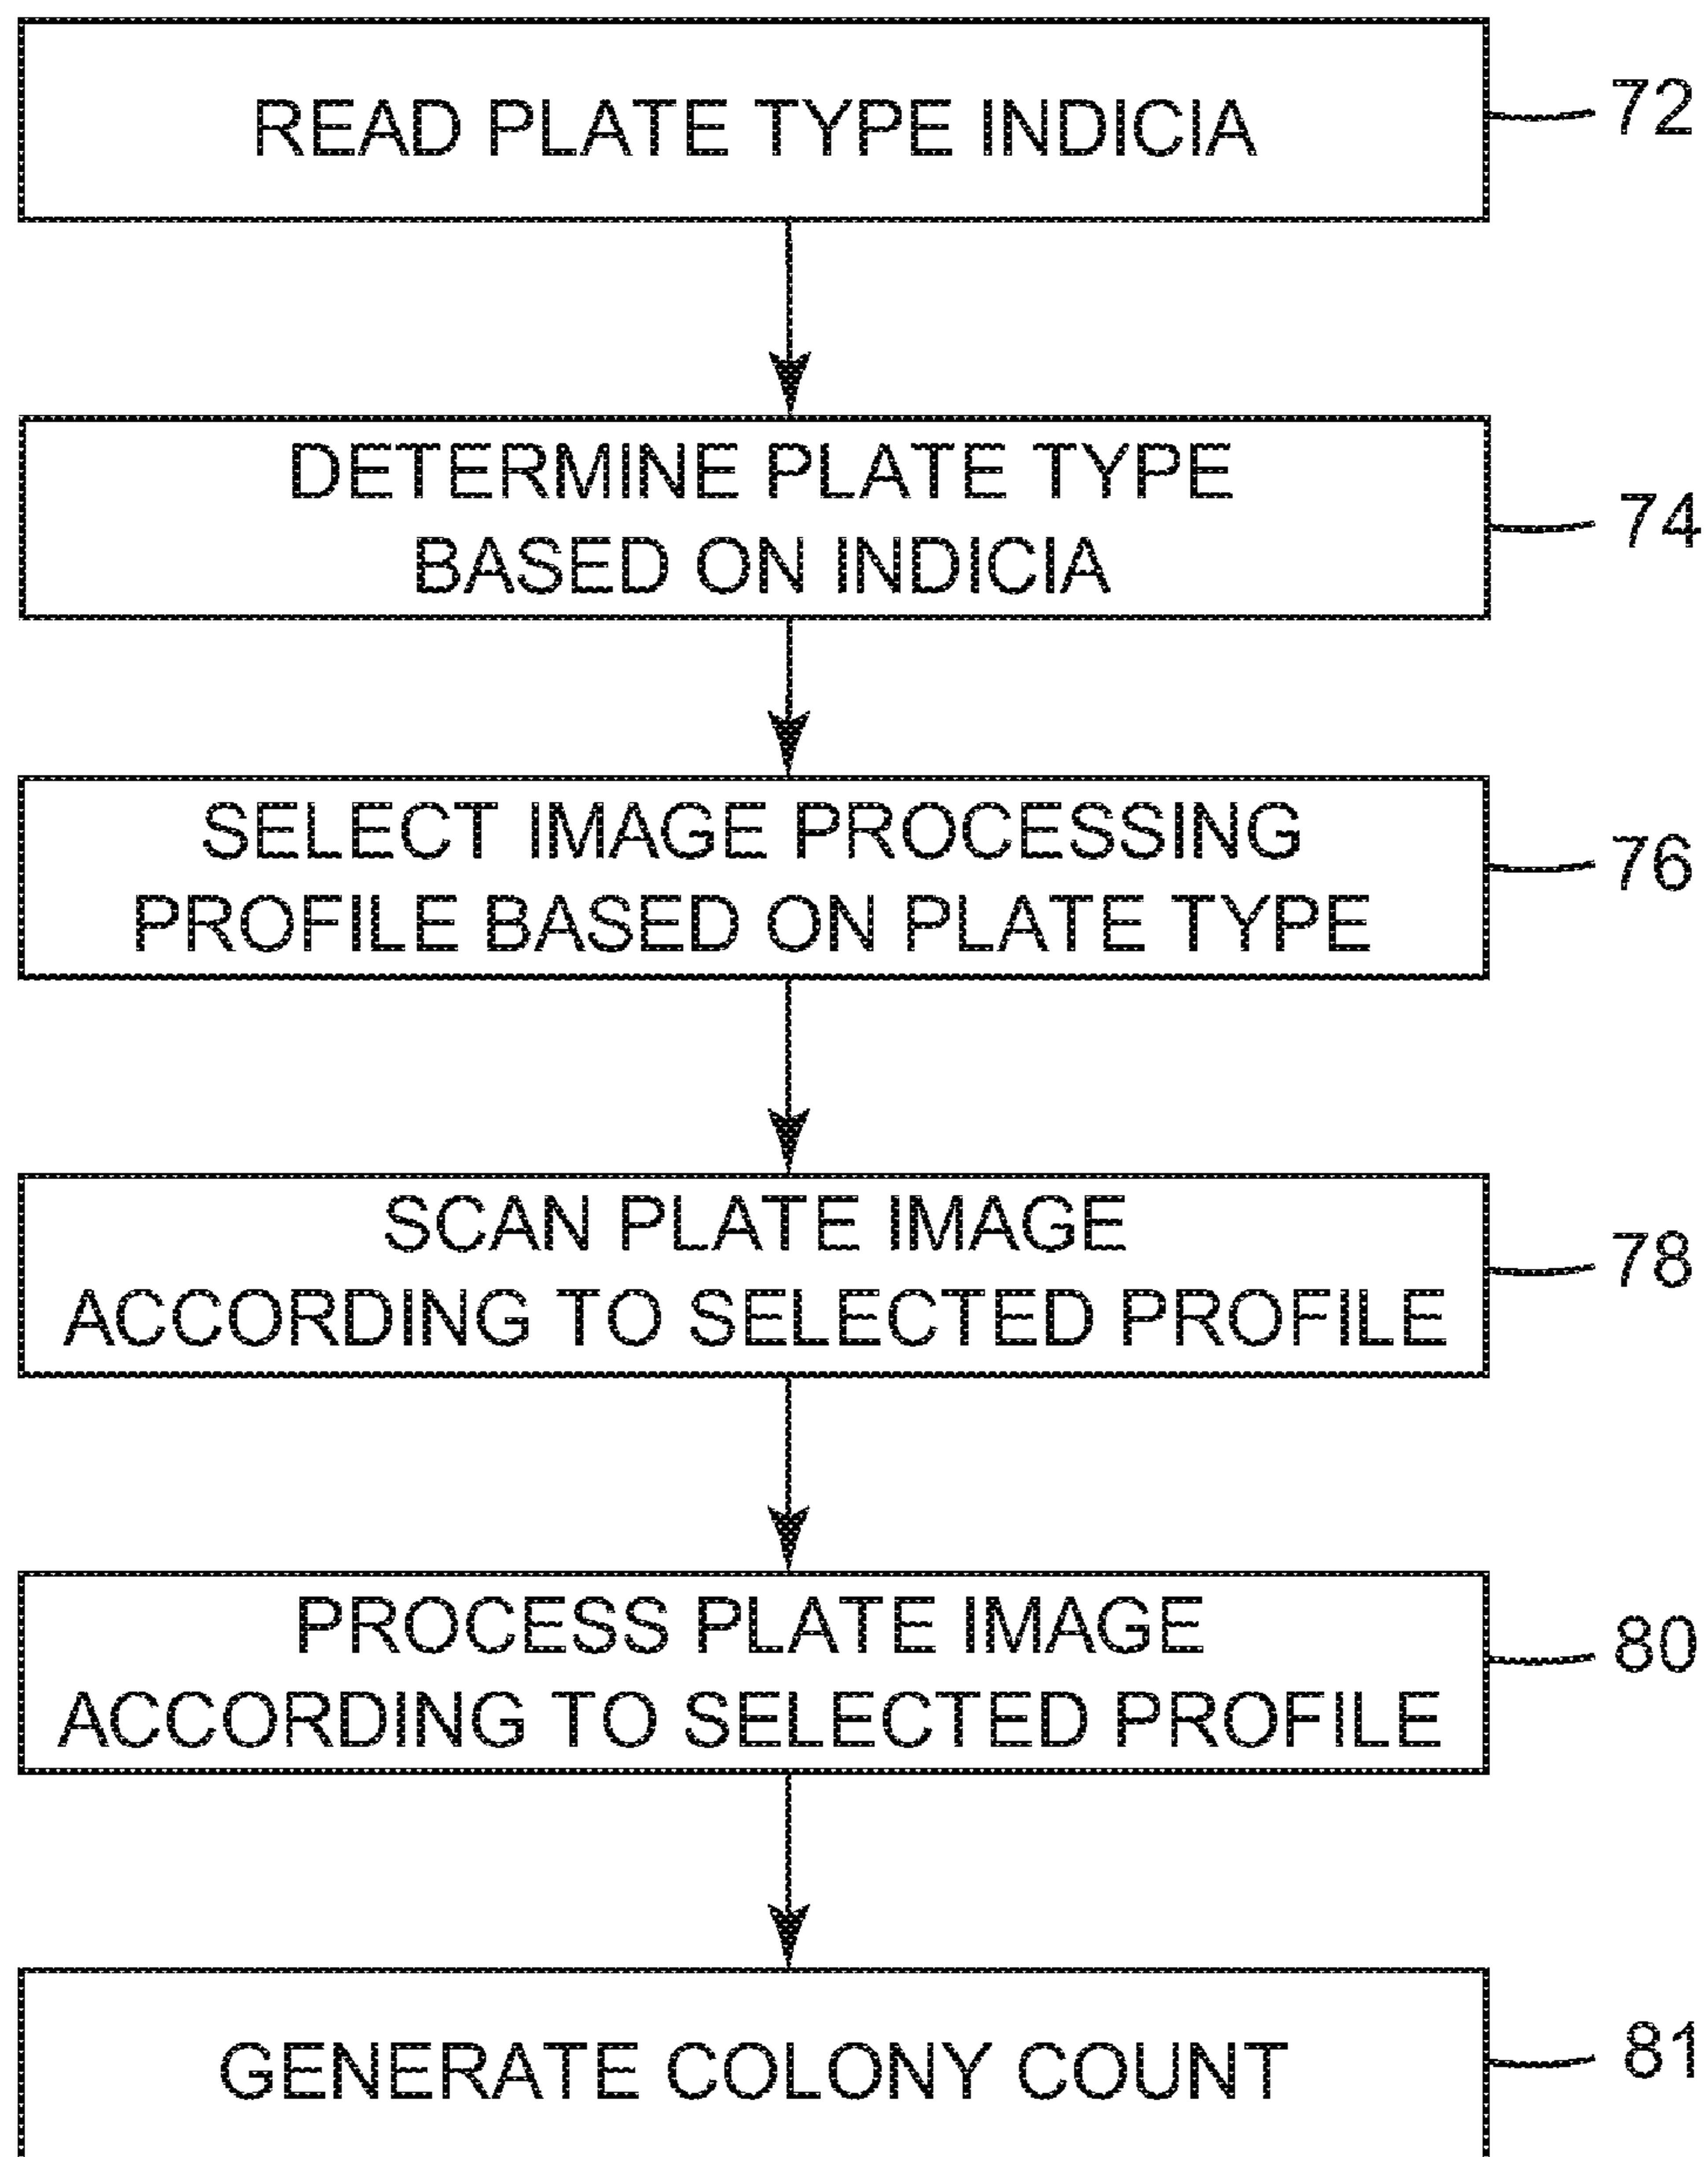 READ PLATE TYPE INDICIA
72
DETERMINE PLATE TYPE
BASED ON INDICIA
74
SELECT IMAGE PROCESSING
PROFILE BASED ON PLATE TYPE
76
SCAN PLATE IMAGE
ACCORDING TO SELECTED PROFILE
78
PROCESS PLATE IMAGE
ACCORDING TO SELECTED PROFILE
80
GENERATE COLONY COUNT
81